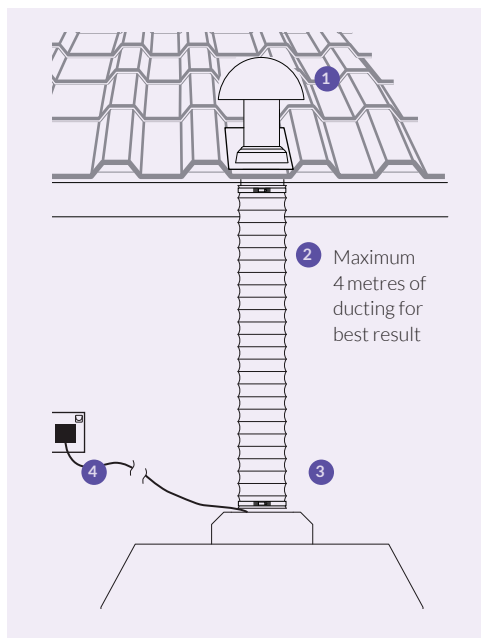 1
2
Maximum
4 metres of
ducting for
best result
3
4